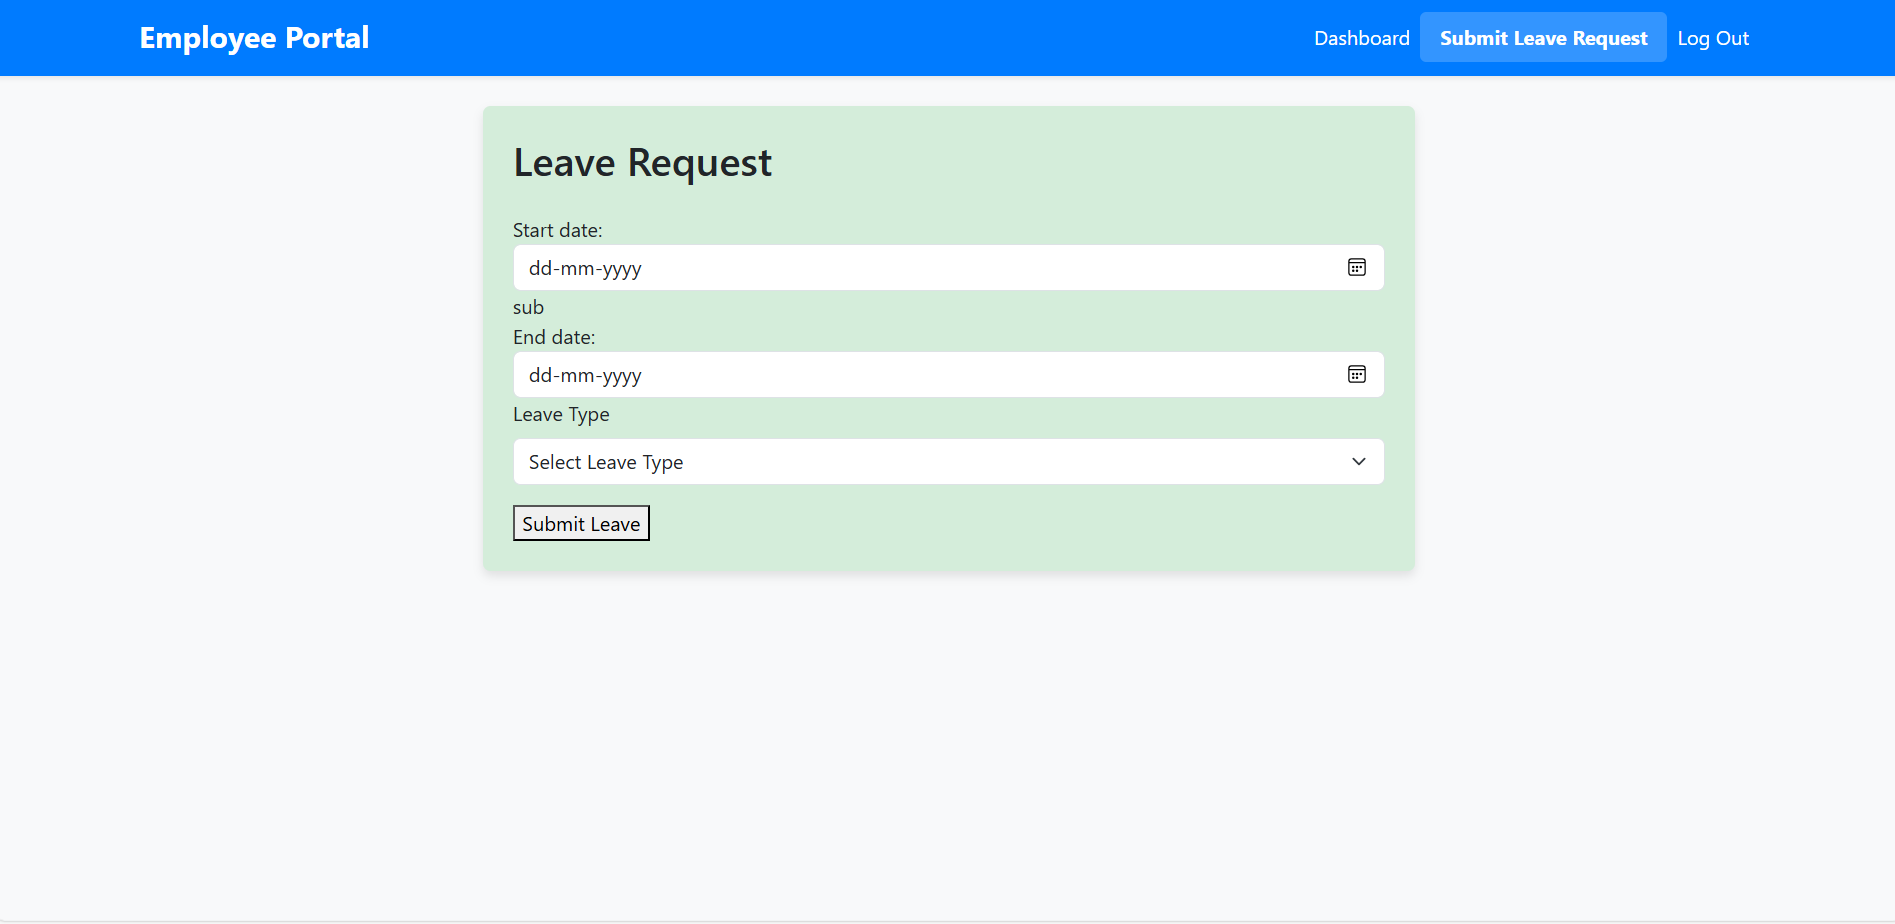 Employee Portal
Dashboard Submit Leave Request Log Out
Leave Request
Start date:
dd-mm-yyyy
sub
End date:
dd-mm-yyyy
Leave Type
Select Leave Type
Submit Leave